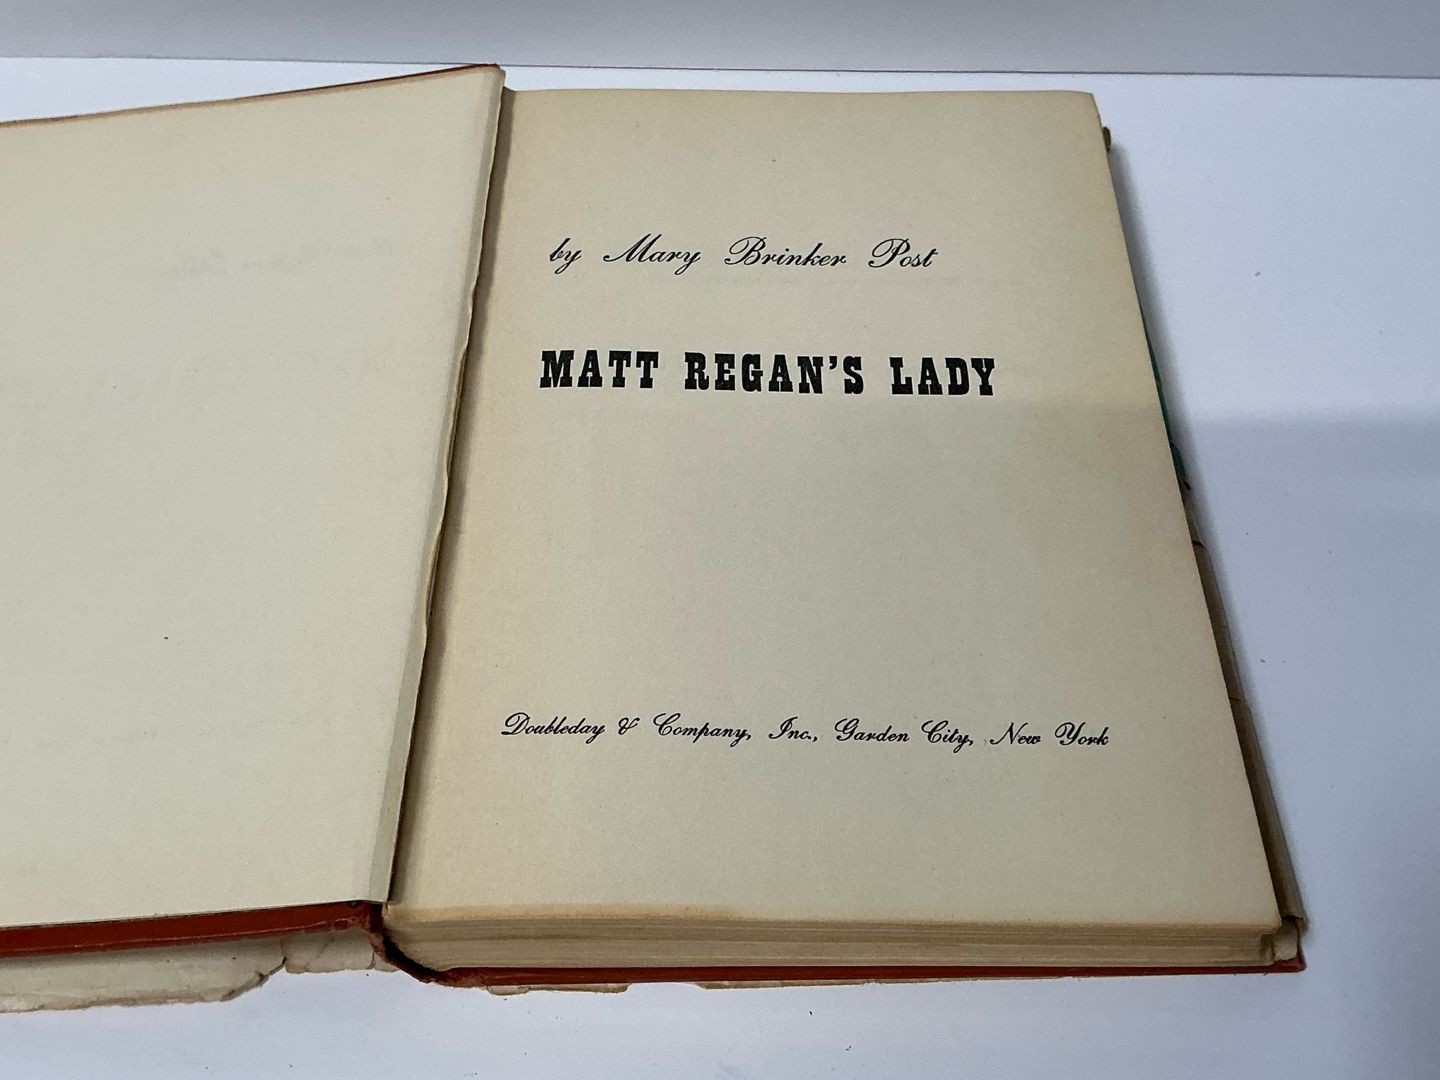 by Mary Brinker Post
MATT REGAN'S LADY
Doubleday & Company, Inc., Garden City, New York